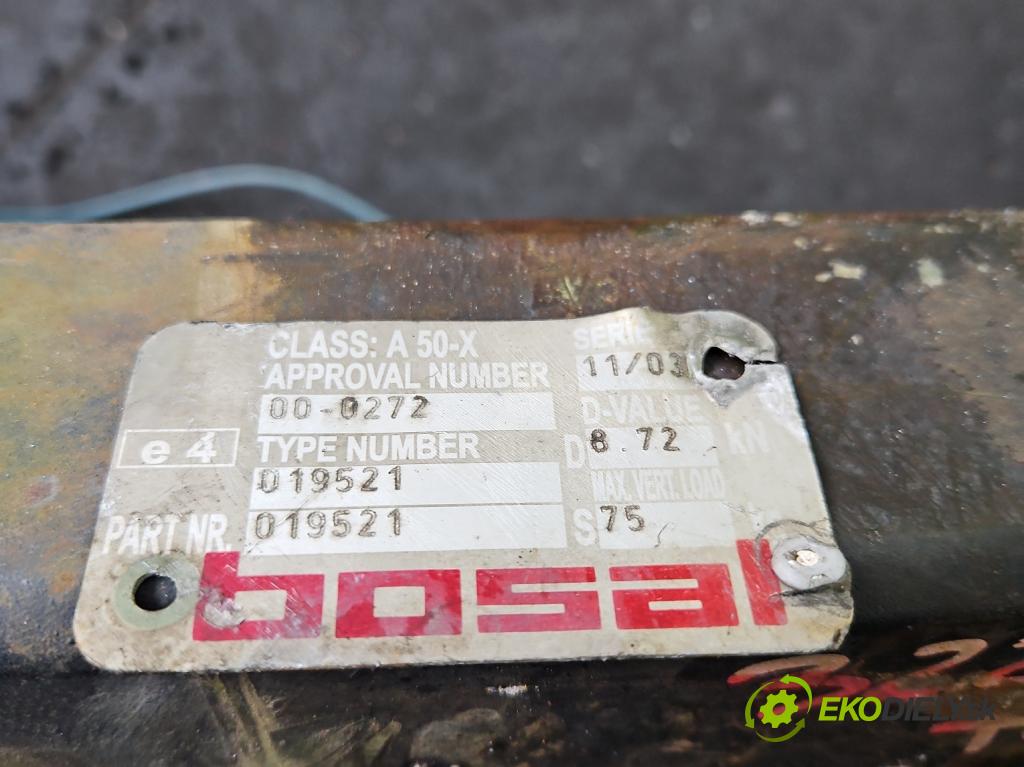 CLASS: A 50-X
APPROVAL NUMBER
00-0272
e 4
TYPE NUMBER
019521
PART NR.
019521
11/03
D-VALUE
D 8.72 kN
MAX. VERT. LOAD
S 75
bosal
EKODIELY.SK